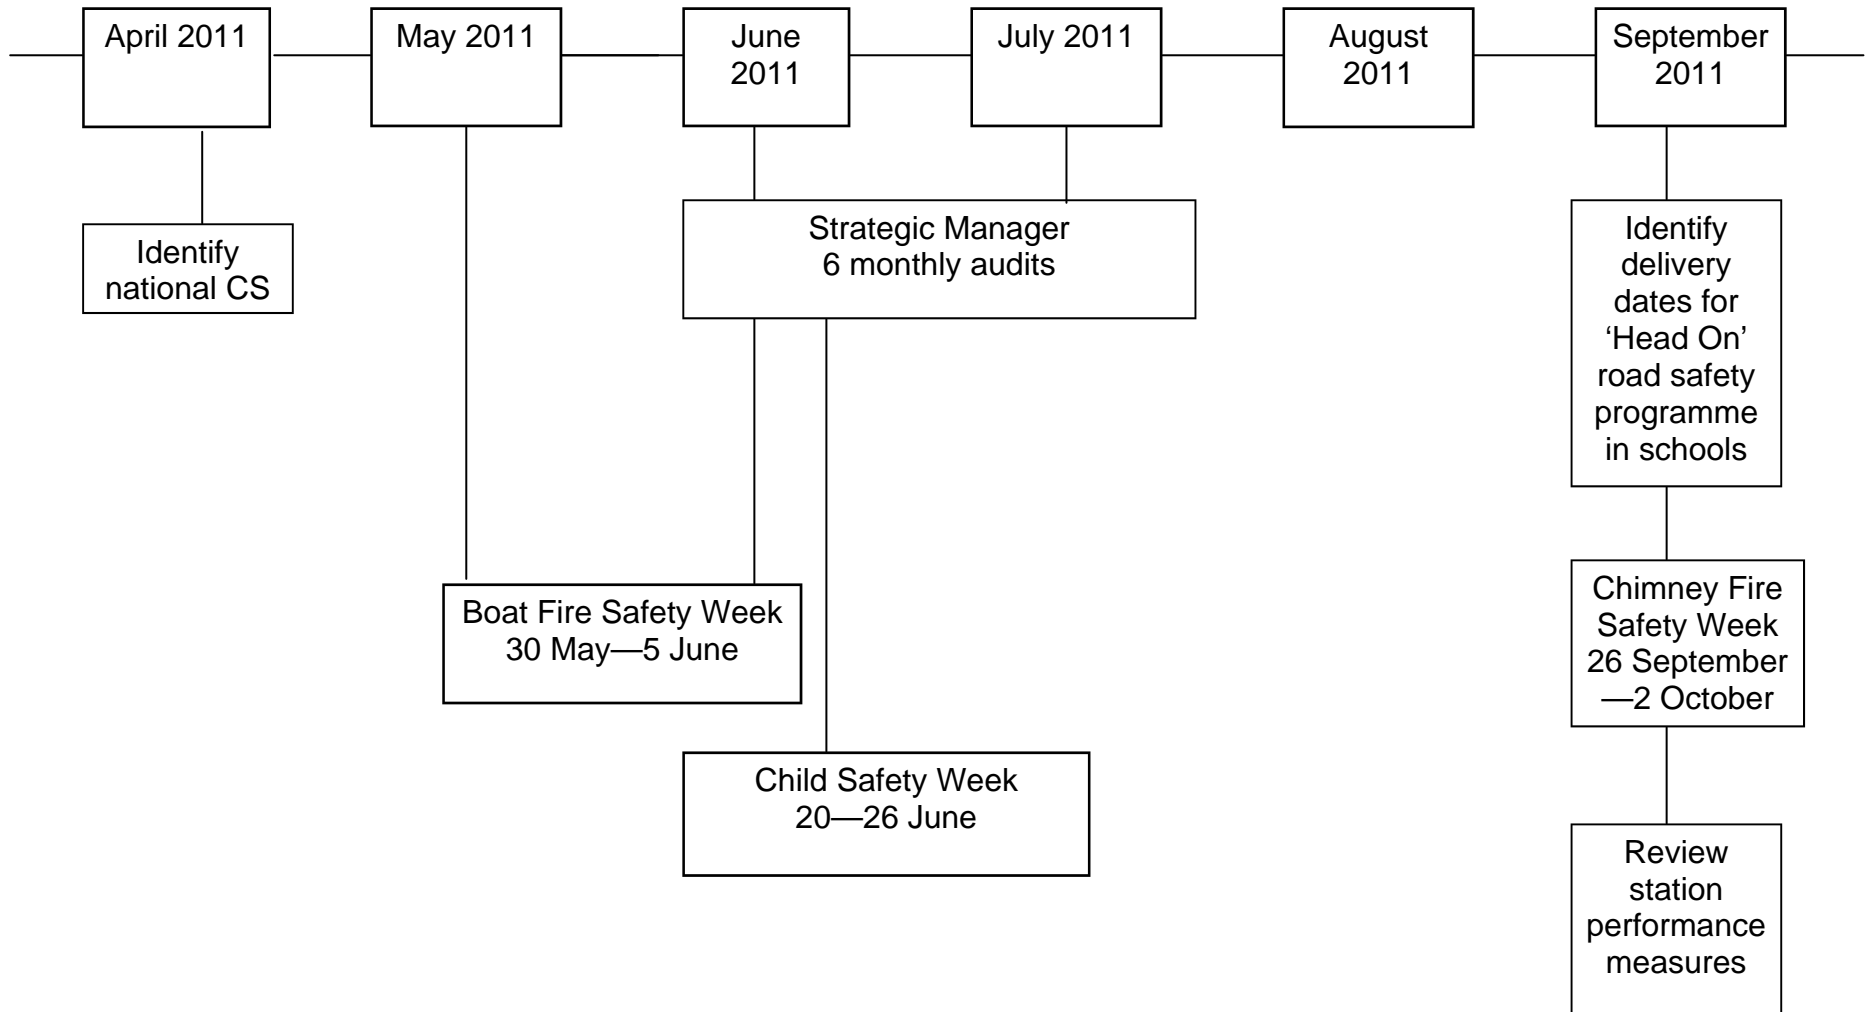 April 2011
May 2011
June
2011
July 2011
August
2011
September
2011
Identify
national CS
Strategic Manager
6 monthly audits
Identify
delivery
dates for
‘Head On’
road safety
programme
in schools
Boat Fire Safety Week
30 May—5 June
Chimney Fire
Safety Week
26 September
—2 October
Child Safety Week
20—26 June
Review
station
performance
measures